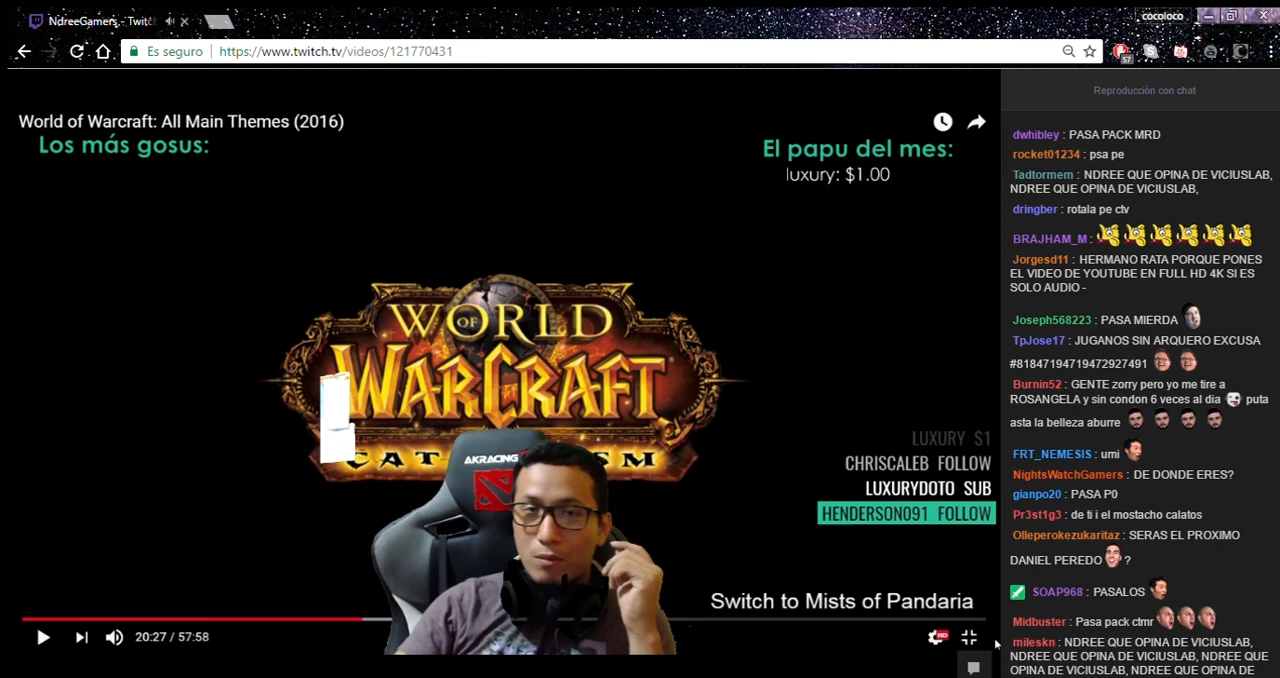 NdreeGamers - Twitc
cocoloco
Es seguro | https://www.twitch.tv/videos/121770431
57
World of Warcraft: All Main Themes (2016)
Los más gosus:
El papu del mes:
luxury: $1.00
WORLD
OF
WARCRAFT
AKRACING
LUXURY $1
CHRISCALEB FOLLOW
LUXURYDOTO SUB
HENDERSON091 FOLLOW
Switch to Mists of Pandaria
20:27 / 57:58
HD
Reproducción con chat
dwhibley : PASA PACK MRD
rocket01234 : psa pe
Tadtormem : NDREE QUE OPINA DE VICIUSLAB,
NDREE QUE OPINA DE VICIUSLAB,
dringber : rotala pe ctv
BRAJHAM_M :
Jorgesd11 : HERMANO RATA PORQUE PONES
EL VIDEO DE YOUTUBE EN FULL HD 4K SI ES
SOLO AUDIO -
Joseph568223 : PASA MIERDA
TpJose17 : JUGANOS SIN ARQUERO EXCUSA
#81847194719472927491
Burnin52 : GENTE zorry pero yo me tire a
ROSANGELA y sin condon 6 veces al dia puta
asta la belleza aburre
FRT_NEMESIS : umi
NightsWatchGamers : DE DONDE ERES?
gianpo20 : PASA P0
Pr3st1g3 : de ti i el mostacho calatos
Olleperokezukaritaz : SERAS EL PROXIMO
DANIEL PEREDO ?
SOAP968 : PASALOS
Midbuster : Pasa pack ctmr
mileskn : NDREE QUE OPINA DE VICIUSLAB,
NDREE QUE OPINA DE VICIUSLAB, NDREE QUE
OPINA DE VICIUSLAB, NDREE QUE OPINA DE